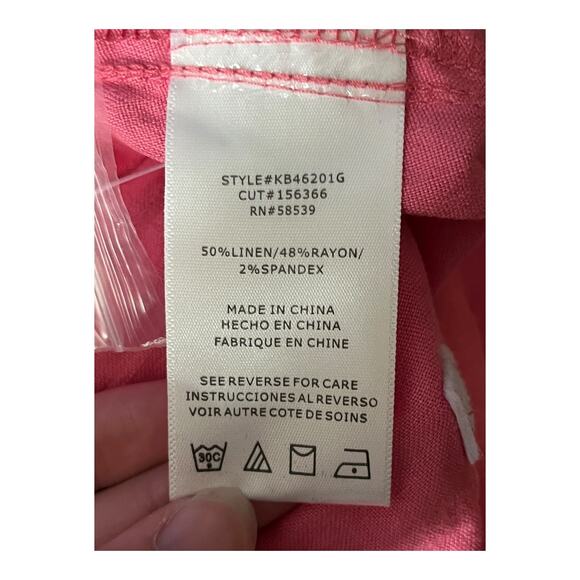 STYLE#KB46201G
CUT#156366
RN#58539
50%LINEN/48%RAYON/
2%SPANDEX
MADE IN CHINA
HECHO EN CHINA
FABRIQUE EN CHINE
SEE REVERSE FOR CARE
INSTRUCCIONES AL REVERSO
VOIR AUTRE COTE DE SOINS
30C